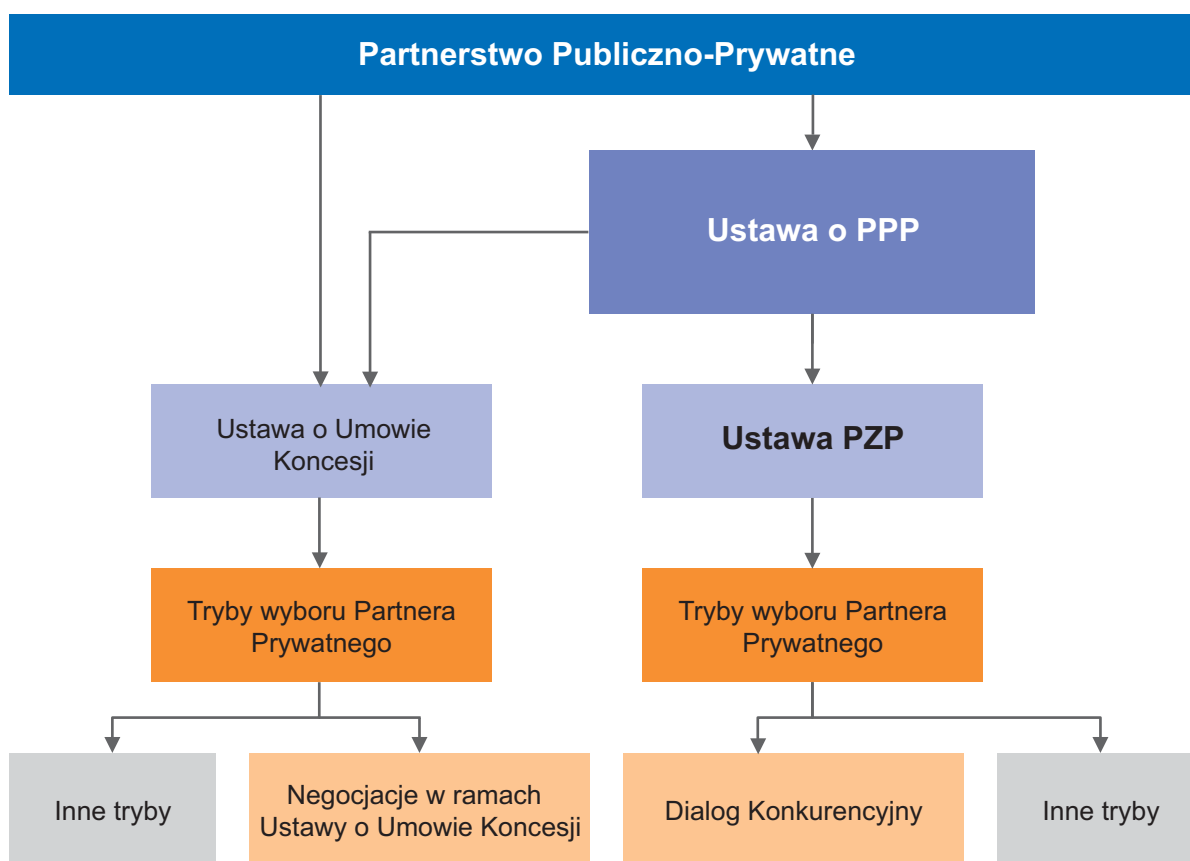 Partnerstwo Publiczno-Prywatne
Ustawa o PPP
Ustawa o Umowie
Koncesji
Ustawa PZP
Tryby wyboru Partnera
Prywatnego
Tryby wyboru Partnera
Prywatnego
Inne tryby
Negocjacje w ramach
Ustawy o Umowie Koncesji
Dialog Konkurencyjny
Inne tryby